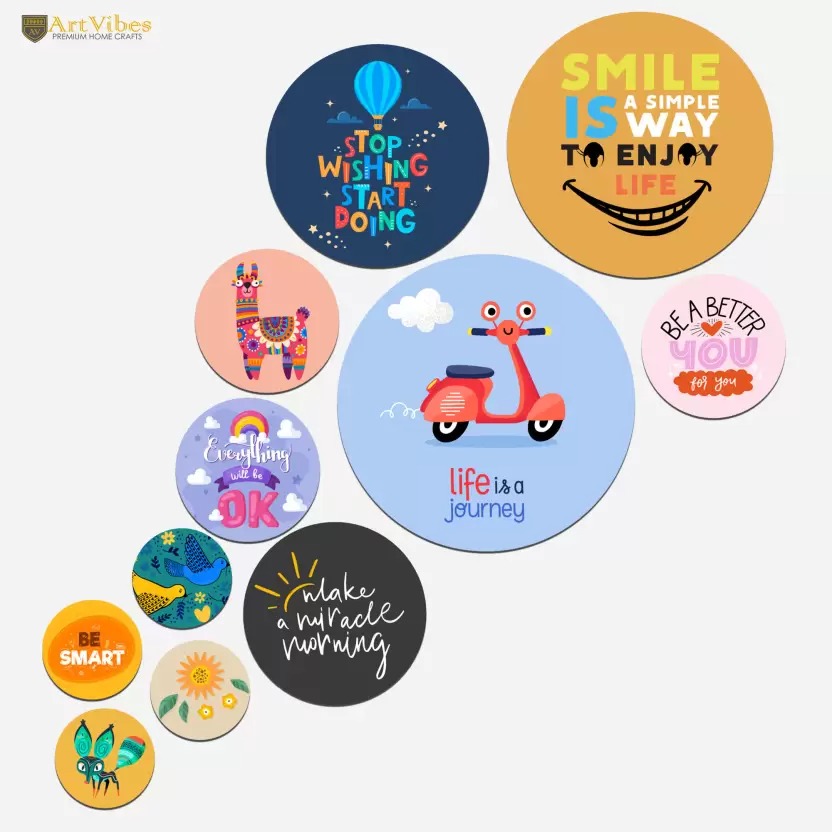 ArtVibes
PREMIUM HOME CRAFTS
AV
STOP
WISHING
START
DOING
SMILE
IS A SIMPLE
WAY
TO ENJOY
LIFE
BE A BETTER
YOU
for you
life is a
journey
Everything
will be
OK
Make
a miracle
morning
BE
SMART